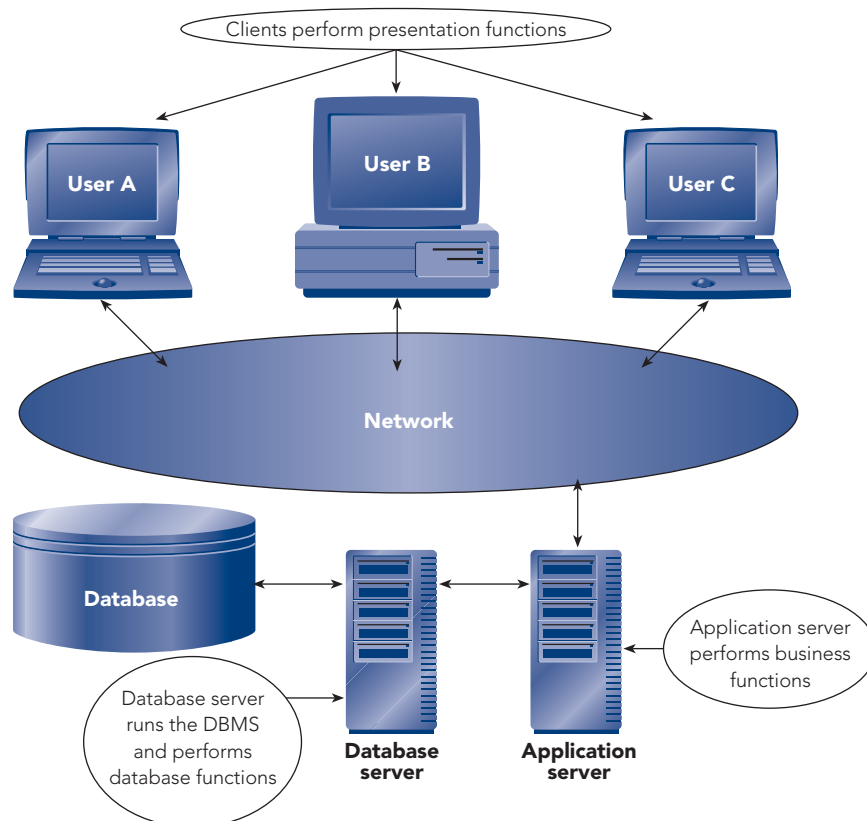 Clients perform presentation functions
User A
User B
User C
Network
Database
Application server
performs business
functions
Database server
runs the DBMS
and performs
database functions
Database
server
Application
server